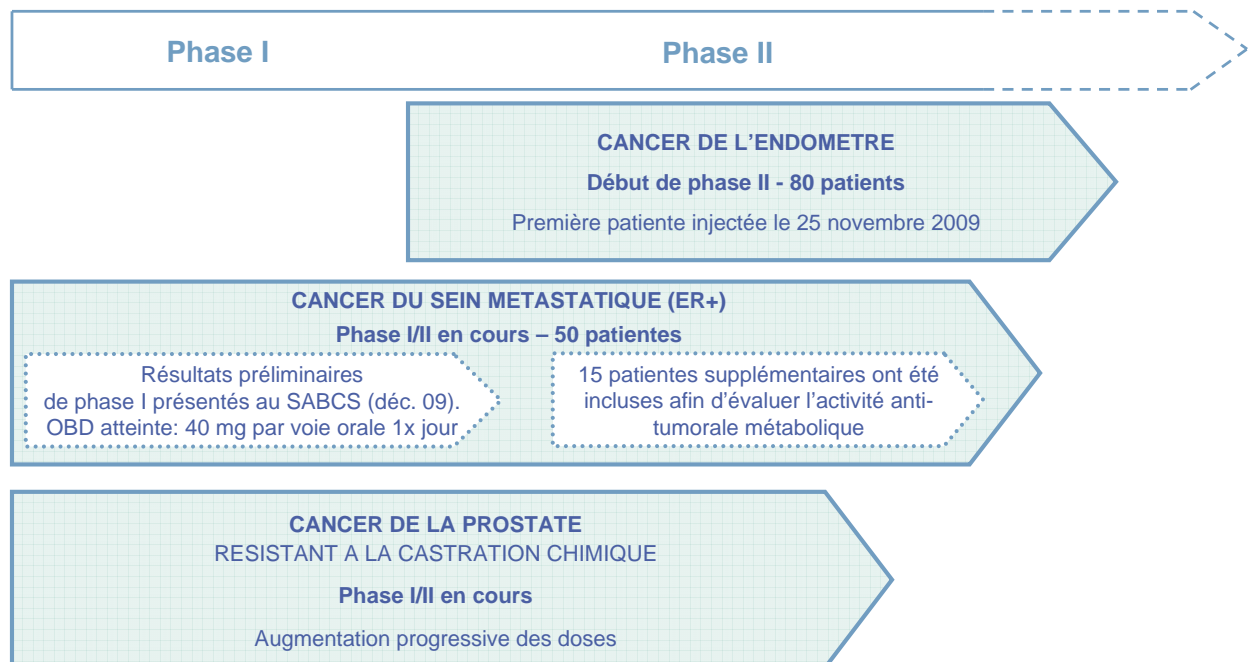 Phase I
Phase II
CANCER DE L'ENDOMETRE
Début de phase II - 80 patients
Première patiente injectée le 25 novembre 2009
CANCER DU SEIN METASTATIQUE (ER+)
Phase I/II en cours – 50 patientes
Résultats préliminaires
de phase I présentés au SABCS (déc. 09).
OBD atteinte: 40 mg par voie orale 1x jour
15 patientes supplémentaires ont été
incluses afin d'évaluer l'activité anti-
tumorale métabolique
CANCER DE LA PROSTATE
RESISTANT A LA CASTRATION CHIMIQUE
Phase I/II en cours
Augmentation progressive des doses